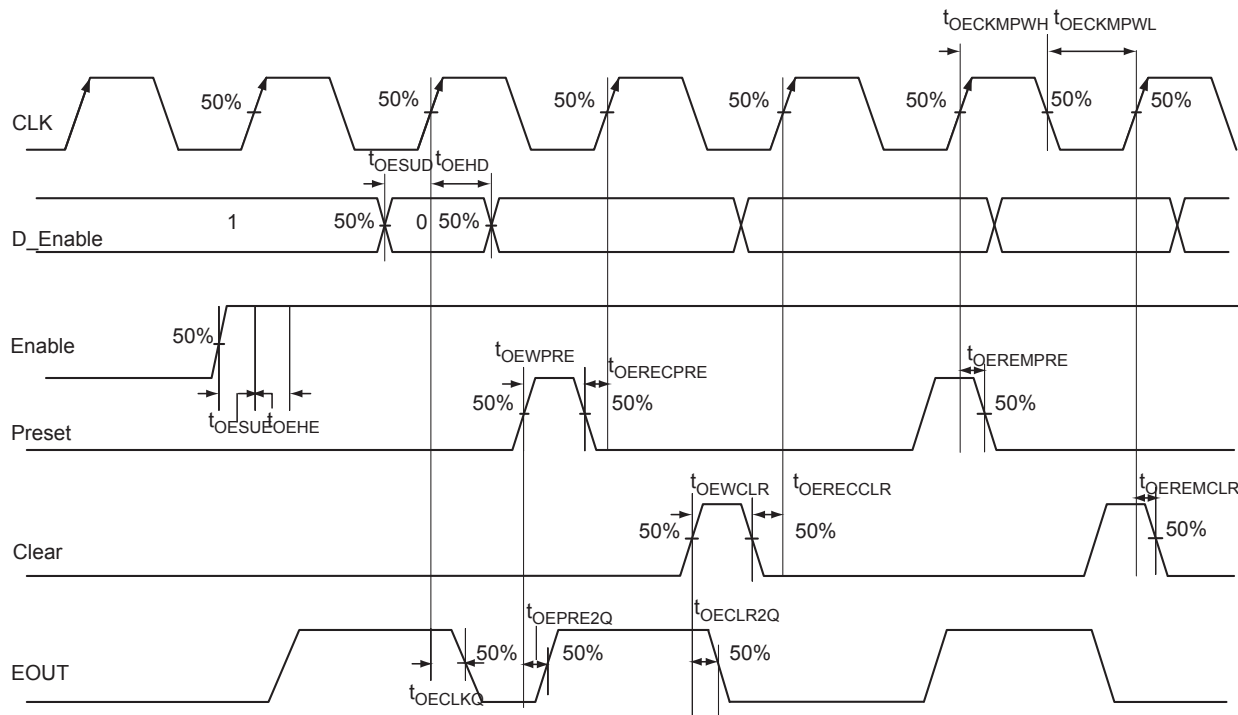 tOECKMPWH tOECKMPWL
50% 50% 50% 50% 50% 50% 50%
CLK
tOESUD tOEHD
1 50% 0 50%
D_Enable
50%
Enable
tOESUE tOEHE
tOEWPRE tOERECPRE tOEREMPRE
50% 50% 50%
Preset
tOEWCLR tOERECCLR tOEREMCLR
50% 50% 50%
Clear
tOEPRE2Q tOECLR2Q
50% 50% 50%
EOUT
tOECLKQ